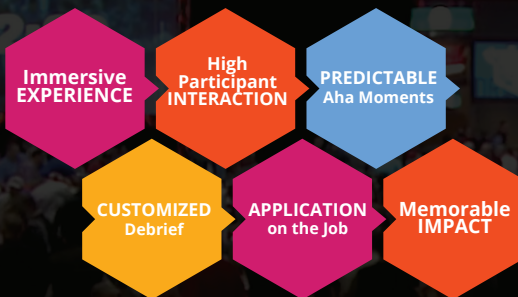 Immersive
EXPERIENCE
High
Participant
INTERACTION
PREDICTABLE
Aha Moments
CUSTOMIZED
Debrief
APPLICATION
on the Job
Memorable
IMPACT